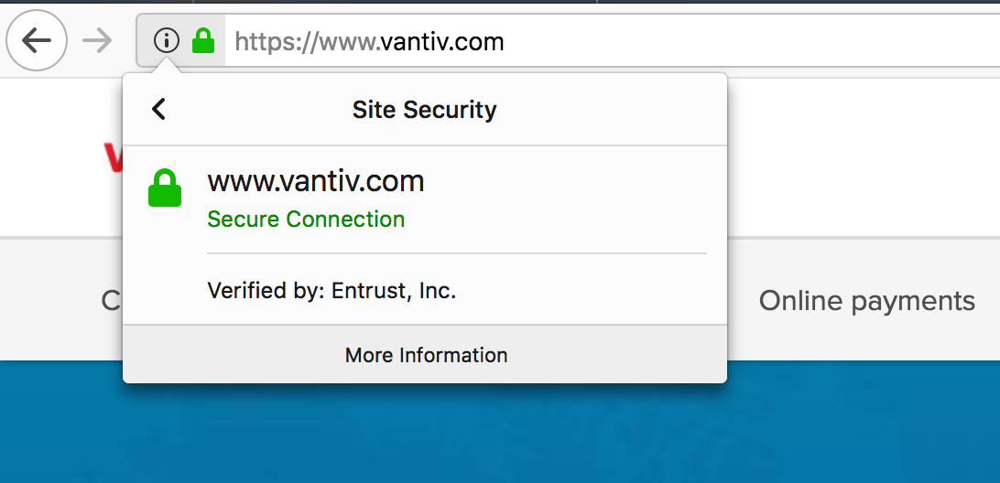 https://www.vantiv.com
Site Security
www.vantiv.com
Secure Connection
Verified by: Entrust, Inc.
Online payments
More Information